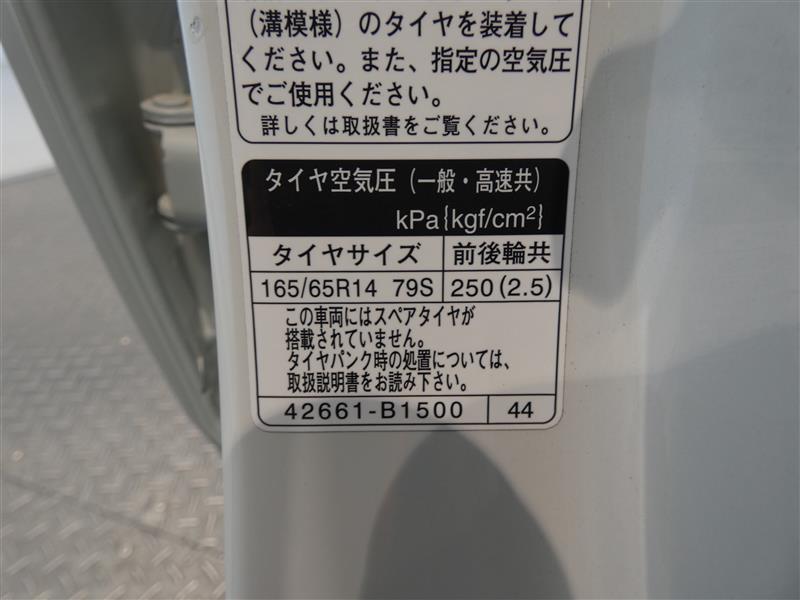 (溝模様)のタイヤを装着して
ください。また、指定の空気圧
でご使用ください。
詳しくは取扱書をご覧ください。
タイヤ空気圧(一般・高速共)
kPa{kgf/cm²}
タイヤサイズ 前後輪共
165/65R14 79S 250(2.5)
この車両にはスペアタイヤが
搭載されていません。
タイヤパンク時の処置については、
取扱説明書をお読み下さい。
42661-B1500 44